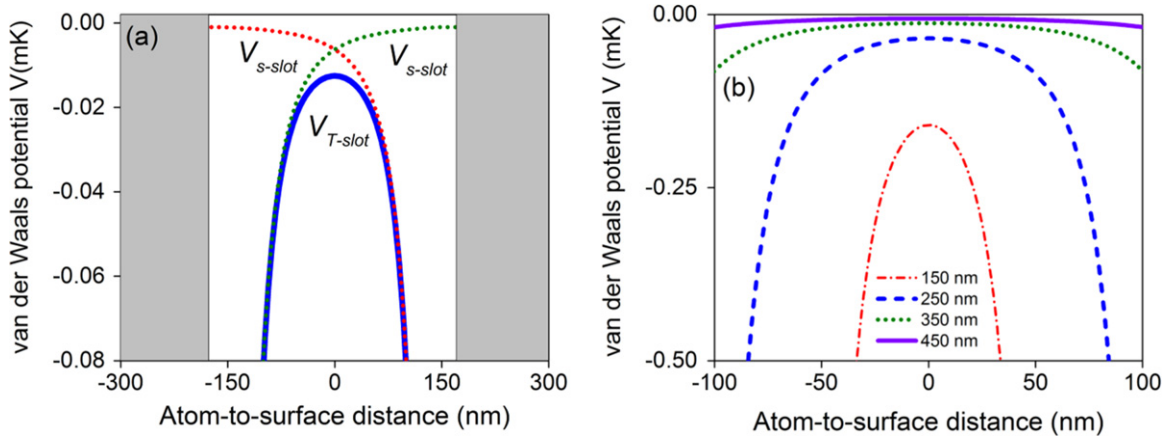 (a)
van der Waals potential V(mK)
0.00
-0.02
-0.04
-0.06
-0.08
V s-slot
V s-slot
V T-slot
-300
-150
0
150
300
Atom-to-surface distance (nm)
(b)
van der Waals potential V (mK)
0.00
-0.25
-0.50
150 nm
250 nm
350 nm
450 nm
-100
-50
0
50
100
Atom-to-surface distance (nm)